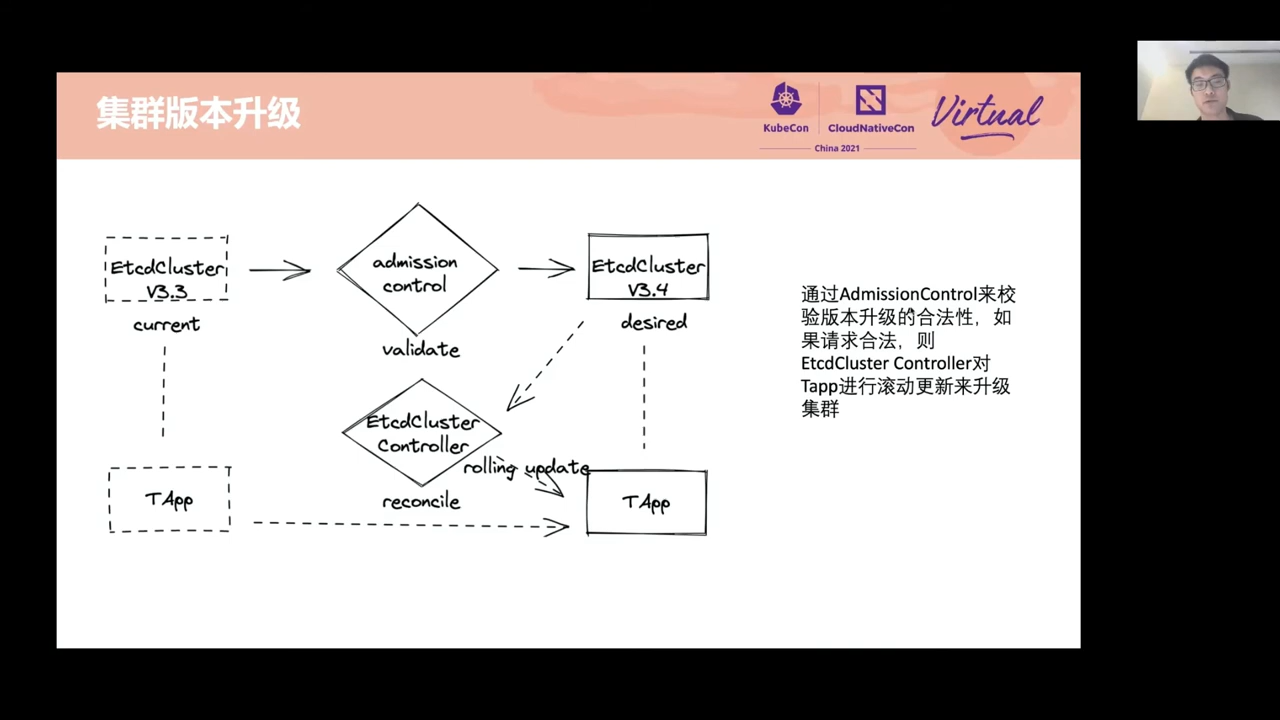 集群版本升级
KubeCon
CloudNativeCon
China 2021
Virtual
EtcdCluster
V3.3
current
admission
control
validate
EtcdCluster
V3.4
desired
EtcdCluster
Controller
rolling update
reconcile
TApp
TApp
通过AdmissionControl来校
验版本升级的合法性，如
果请求合法，则
EtcdCluster Controller对
Tapp进行滚动更新来升级
集群